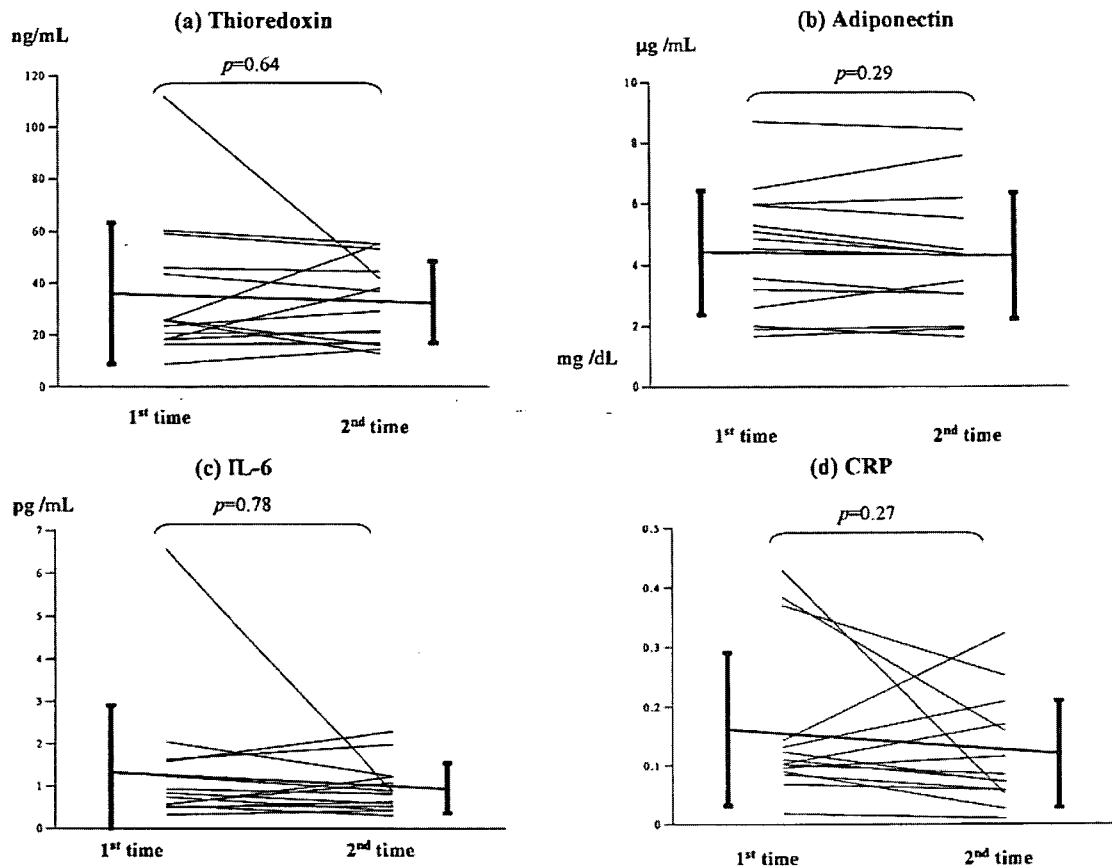 (a) Thioredoxin
ng/mL
p=0.64
120
100
80
60
40
20
0
1st time
2nd time
(b) Adiponectin
µg /mL
p=0.29
10
8
6
4
2
0
mg /dL
1st time
2nd time
(c) IL-6
pg /mL
p=0.78
7
6
5
4
3
2
1
0
1st time
2nd time
(d) CRP
p=0.27
0.5
0.4
0.3
0.2
0.1
0
1st time
2nd time